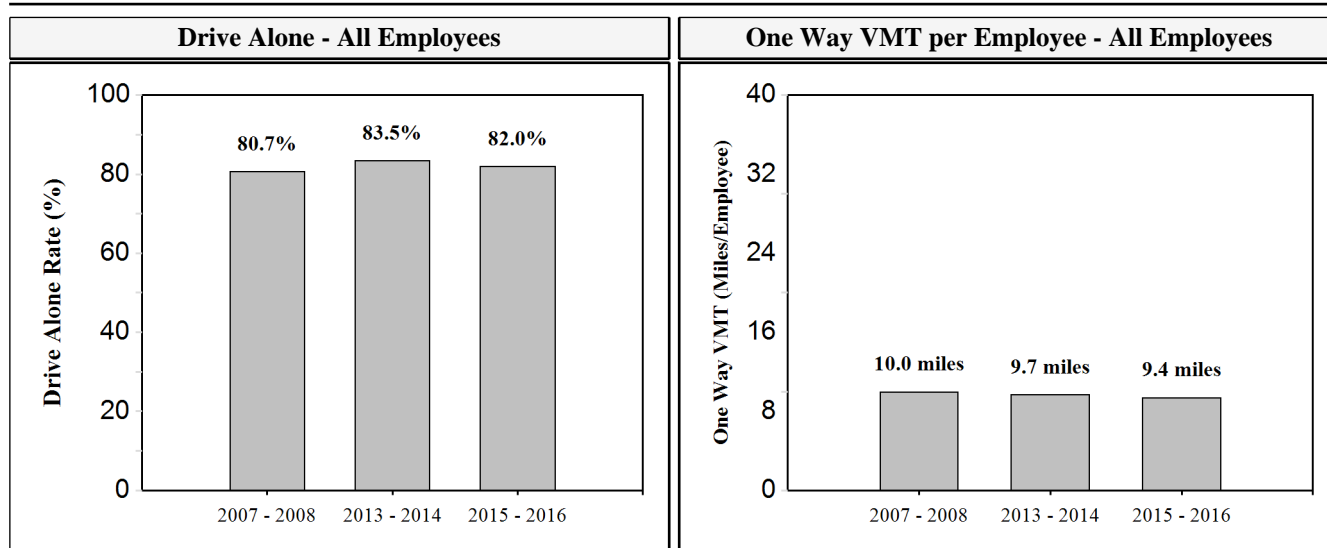 Drive Alone - All Employees
One Way VMT per Employee - All Employees
Drive Alone Rate (%)
100
80
60
40
20
0
80.7%
83.5%
82.0%
2007 - 2008
2013 - 2014
2015 - 2016
One Way VMT (Miles/Employee)
40
32
24
16
8
0
10.0 miles
9.7 miles
9.4 miles
2007 - 2008
2013 - 2014
2015 - 2016